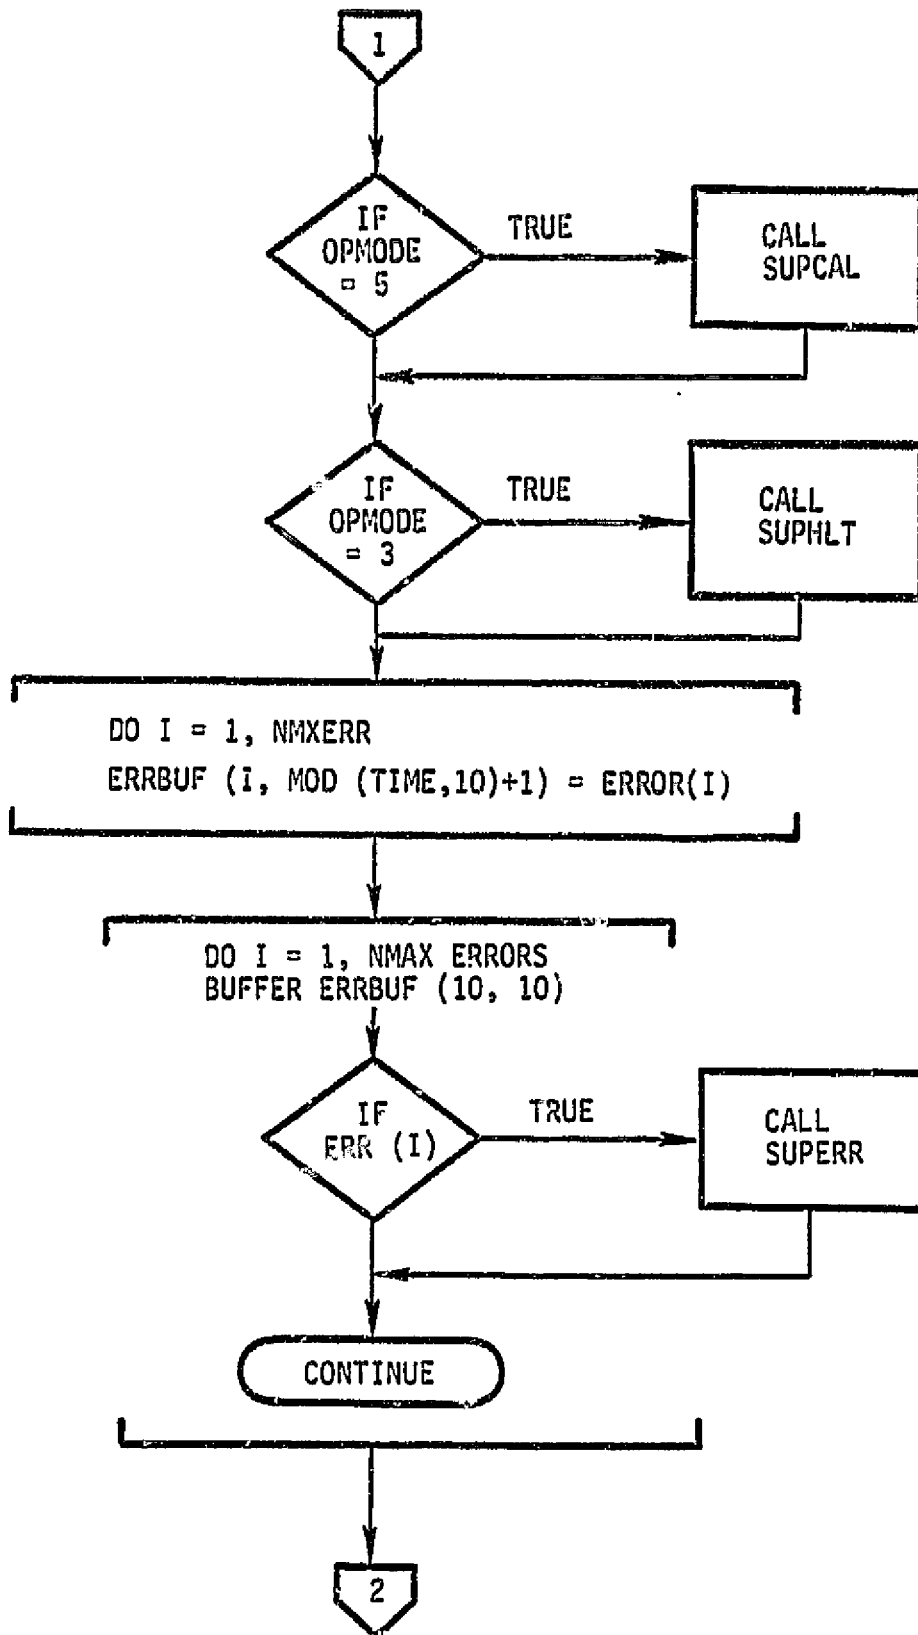 1
IF
OPMODE
= 5
TRUE
CALL
SUPCAL
IF
OPMODE
= 3
TRUE
CALL
SUPHLT
DO I = 1, NMXERR
ERRBUF (I, MOD (TIME,10)+1) = ERROR(I)
DO I = 1, NMAX ERRORS
BUFFER ERRBUF (10, 10)
IF
ERR (I)
TRUE
CALL
SUPERR
CONTINUE
2